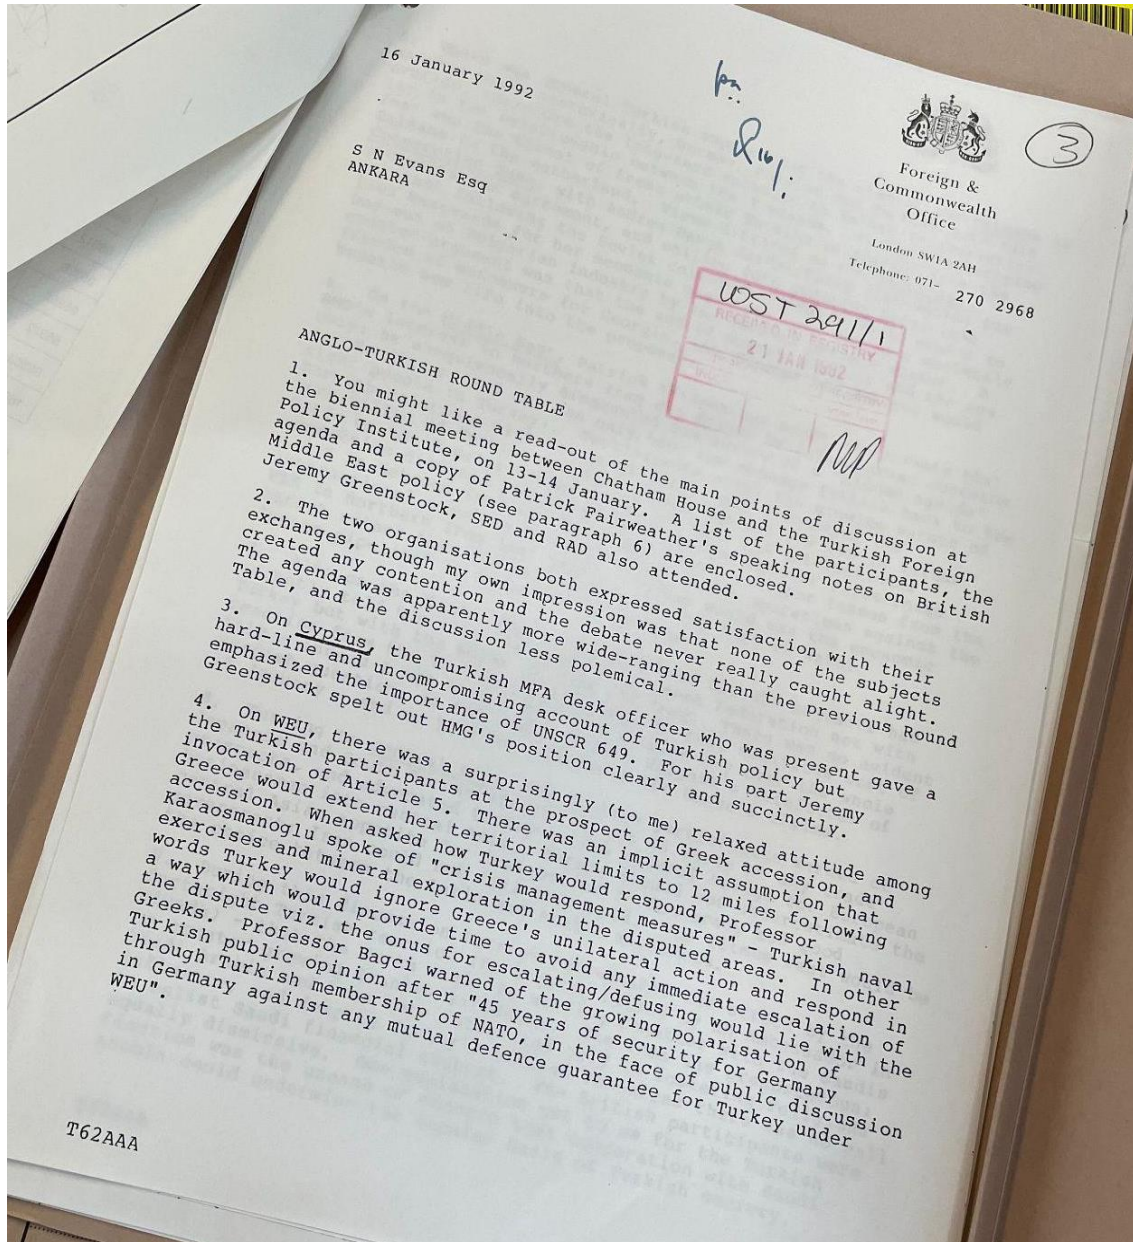 16 January 1992
3
Foreign &
Commonwealth
Office
London SW1A 2AH
Telephone: 071- 270 2968
S N Evans Esq
ANKARA
WST 291/1
RECEIVED IN REGISTRY
21 JAN 1992
ANGLO-TURKISH ROUND TABLE
1. You might like a read-out of the main points of discussion at
the biennial meeting between Chatham House and the Turkish Foreign
Policy Institute, on 13-14 January. A list of the participants, the
agenda and a copy of Patrick Fairweather's speaking notes on British
Middle East policy (see paragraph 6) are enclosed.
Jeremy Greenstock, SED and RAD also attended.
2. The two organisations both expressed satisfaction with their
exchanges, though my own impression was that none of the subjects
created any contention and the debate never really caught alight.
The agenda was apparently more wide-ranging than the previous Round
Table, and the discussion less polemical.
3. On Cyprus, the Turkish MFA desk officer who was present gave a
hard-line and uncompromising account of Turkish policy but
emphasized the importance of UNSCR 649. For his part Jeremy
Greenstock spelt out HMG's position clearly and succinctly.
4. On WEU, there was a surprisingly (to me) relaxed attitude among
the Turkish participants at the prospect of Greek accession, and
invocation of Article 5. There was an implicit assumption that
Greece would extend her territorial limits to 12 miles following
accession. When asked how Turkey would respond, Professor
Karaosmanoglu spoke of "crisis management measures" - Turkish naval
exercises and mineral exploration in the disputed areas. In other
words Turkey would ignore Greece's unilateral action and respond in
a way which would provide time to avoid any immediate escalation of
the dispute viz. the onus for escalating/defusing would lie with the
Greeks. Professor Bagci warned of the growing polarisation of
Turkish public opinion after "45 years of security for Germany
through Turkish membership of NATO, in the face of public discussion
in Germany against any mutual defence guarantee for Turkey under
WEU".
T62AAA